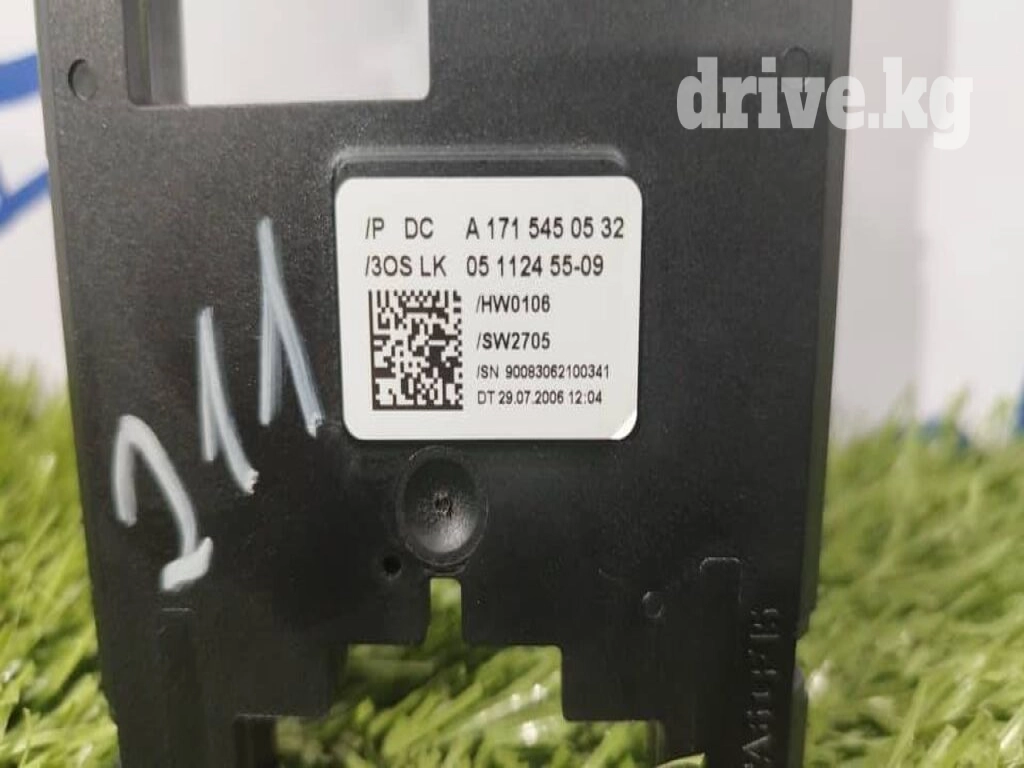 drive.kg
/P DC A 171 545 05 32
/3OS LK 05 1124 55-09
/HW0106
/SW2705
/SN 90083062100341
DT 29.07.2006 12:04
211